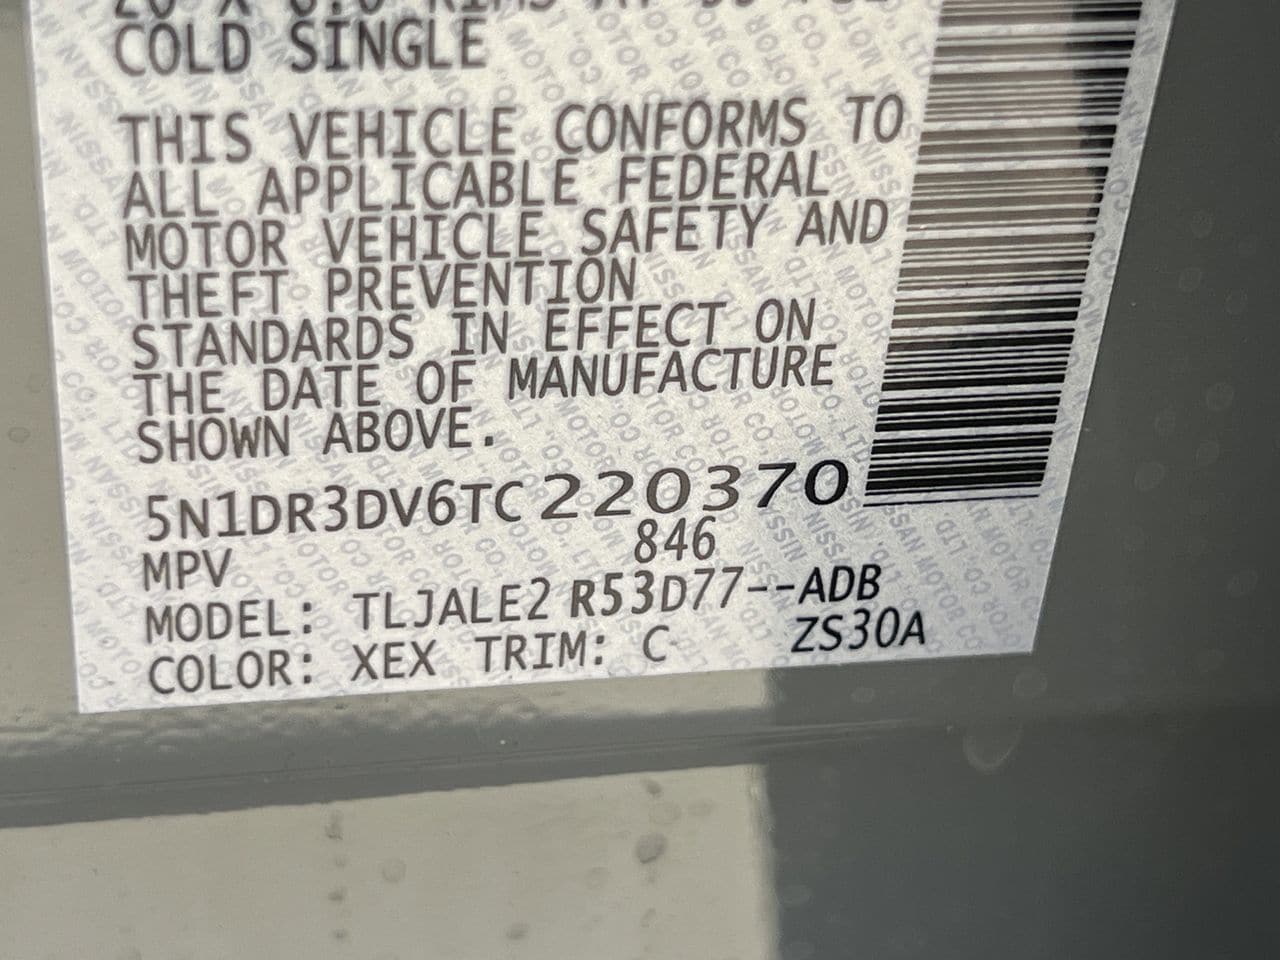 COLD SINGLE
THIS VEHICLE CONFORMS TO
ALL APPLICABLE FEDERAL
MOTOR VEHICLE SAFETY AND
THEFT PREVENTION
STANDARDS IN EFFECT ON
THE DATE OF MANUFACTURE
SHOWN ABOVE.
5N1DR3DV6TC220370
MPV 846
MODEL: TLJALE2 R53D77--ADB
COLOR: XEX TRIM: C ZS30A